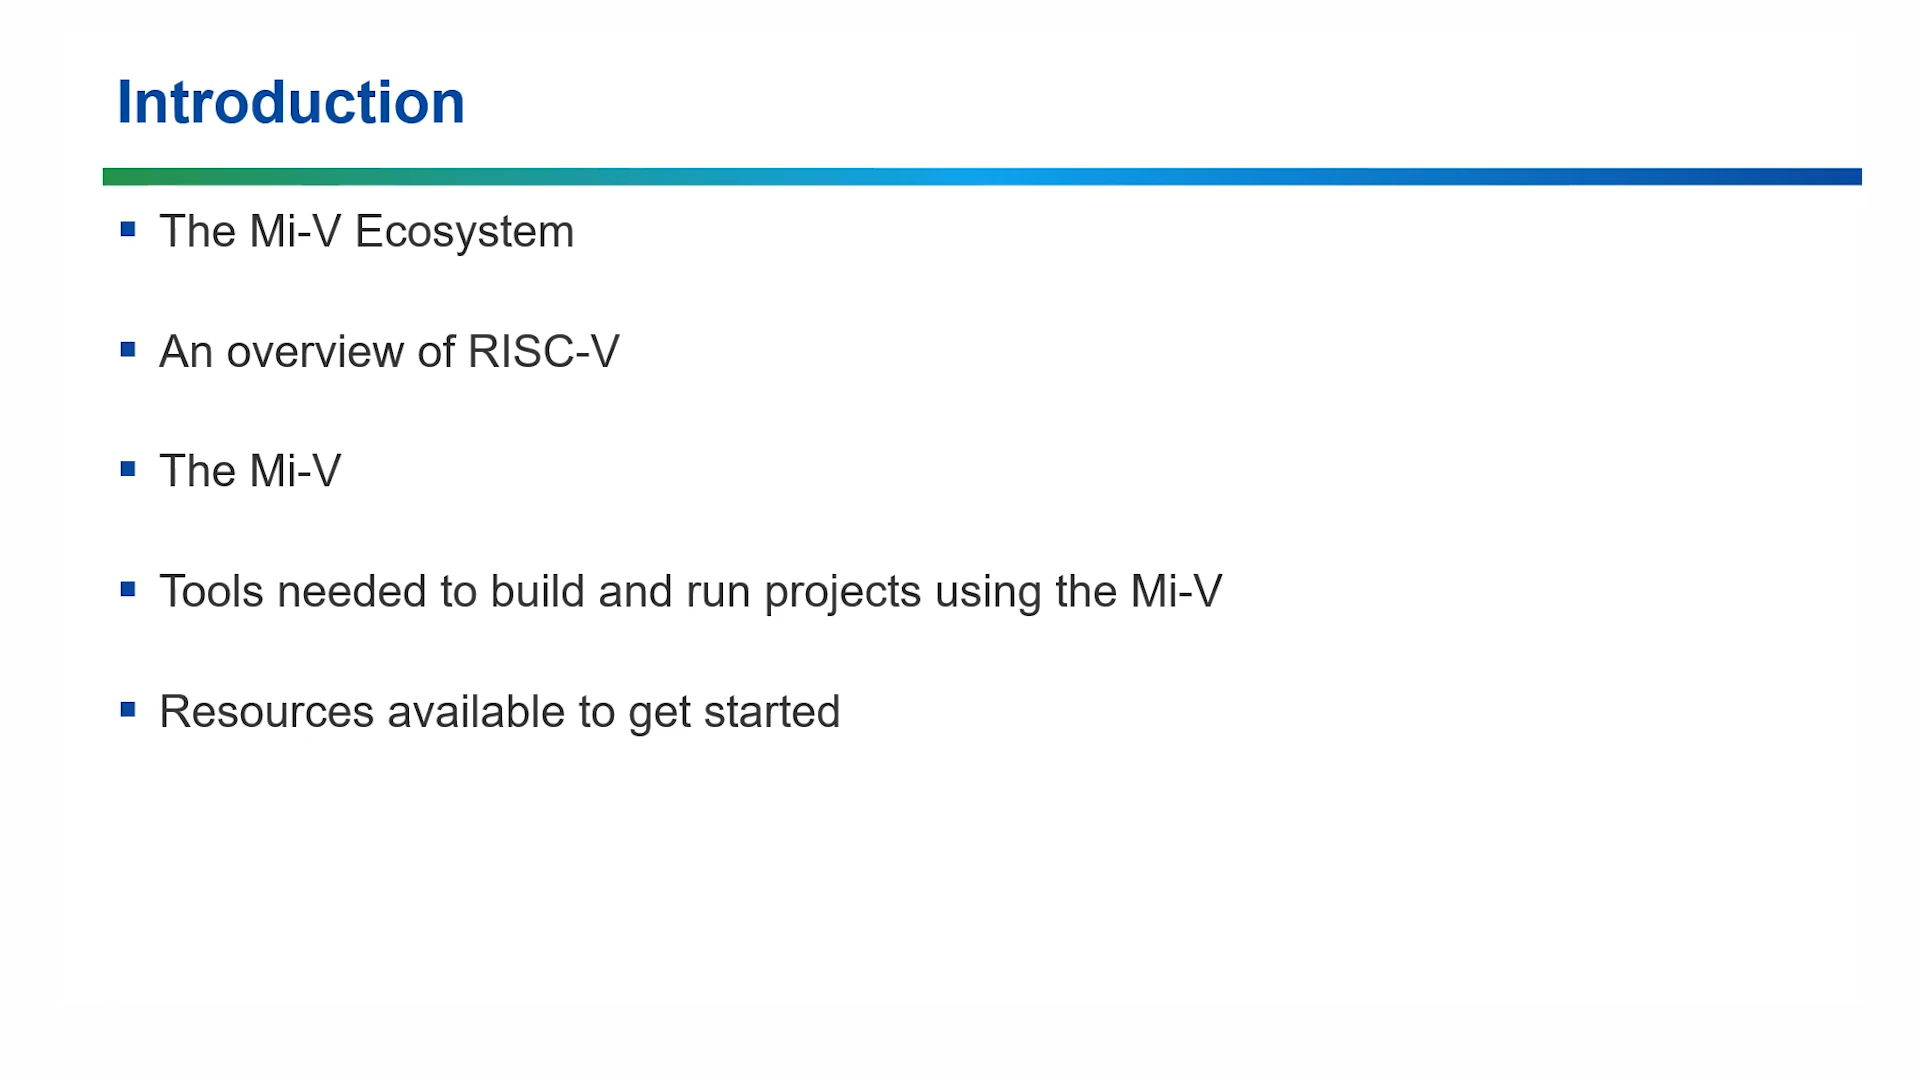 Introduction
The Mi-V Ecosystem
An overview of RISC-V
The Mi-V
Tools needed to build and run projects using the Mi-V
Resources available to get started